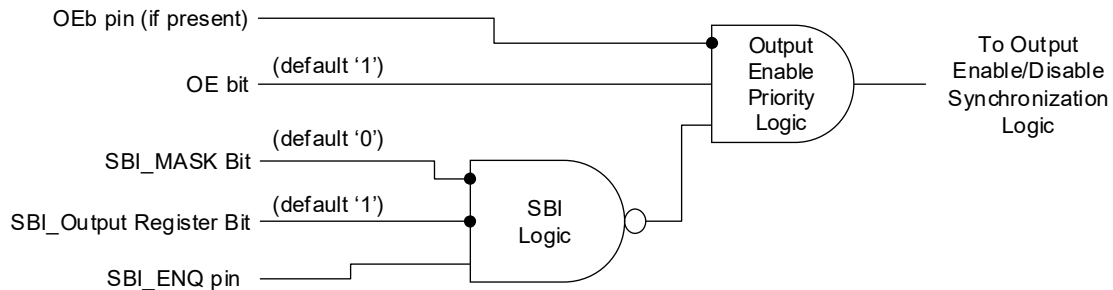 OEb pin (if present)
OE bit
(default ‘1’)
SBI_MASK Bit
(default ‘0’)
SBI_Output Register Bit
(default ‘1’)
SBI_ENQ pin
SBI
Logic
Output
Enable
Priority
Logic
To Output
Enable/Disable
Synchronization
Logic